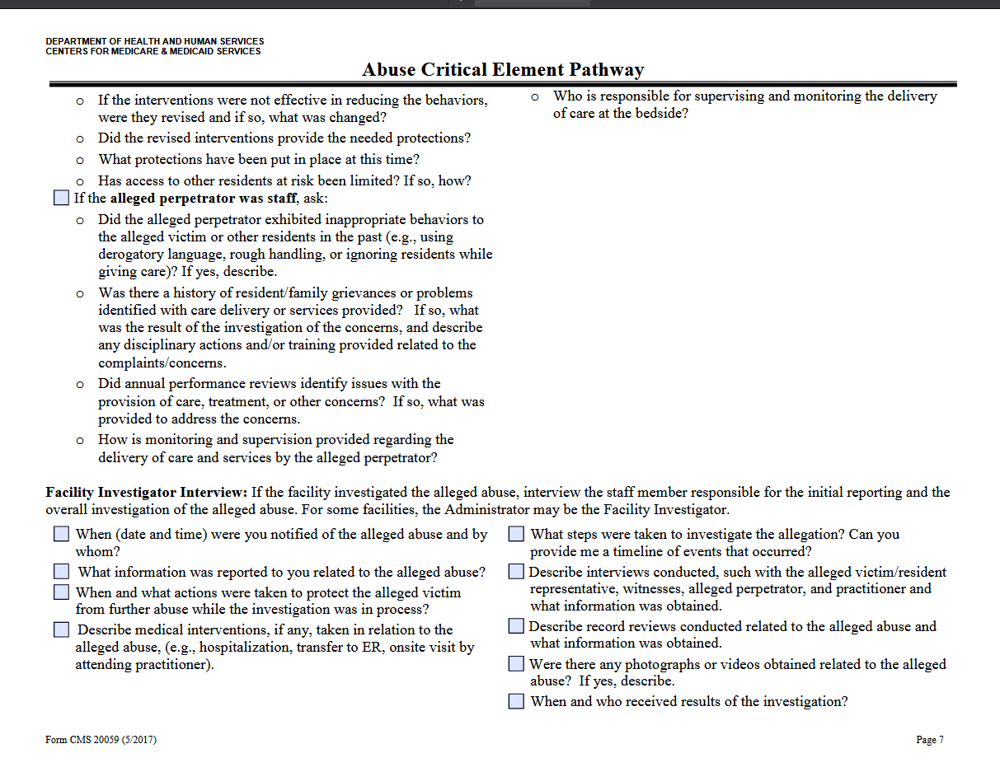 DEPARTMENT OF HEALTH AND HUMAN SERVICES
CENTERS FOR MEDICARE & MEDICAID SERVICES
Abuse Critical Element Pathway
o If the interventions were not effective in reducing the behaviors,
were they revised and if so, what was changed?
o Did the revised interventions provide the needed protections?
o What protections have been put in place at this time?
o Has access to other residents at risk been limited? If so, how?
If the alleged perpetrator was staff, ask:
o Did the alleged perpetrator exhibited inappropriate behaviors to
the alleged victim or other residents in the past (e.g., using
derogatory language, rough handling, or ignoring residents while
giving care)? If yes, describe.
o Was there a history of resident/family grievances or problems
identified with care delivery or services provided? If so, what
was the result of the investigation of the concerns, and describe
any disciplinary actions and/or training provided related to the
complaints/concerns.
o Did annual performance reviews identify issues with the
provision of care, treatment, or other concerns? If so, what was
provided to address the concerns.
o How is monitoring and supervision provided regarding the
delivery of care and services by the alleged perpetrator?
o Who is responsible for supervising and monitoring the delivery
of care at the bedside?
Facility Investigator Interview: If the facility investigated the alleged abuse, interview the staff member responsible for the initial reporting and the
overall investigation of the alleged abuse. For some facilities, the Administrator may be the Facility Investigator.
When (date and time) were you notified of the alleged abuse and by
whom?
What information was reported to you related to the alleged abuse?
When and what actions were taken to protect the alleged victim
from further abuse while the investigation was in process?
Describe medical interventions, if any, taken in relation to the
alleged abuse, (e.g., hospitalization, transfer to ER, onsite visit by
attending practitioner).
What steps were taken to investigate the allegation? Can you
provide me a timeline of events that occurred?
Describe interviews conducted, such with the alleged victim/resident
representative, witnesses, alleged perpetrator, and practitioner and
what information was obtained.
Describe record reviews conducted related to the alleged abuse and
what information was obtained.
Were there any photographs or videos obtained related to the alleged
abuse? If yes, describe.
When and who received results of the investigation?
Form CMS 20059 (5/2017)
Page 7